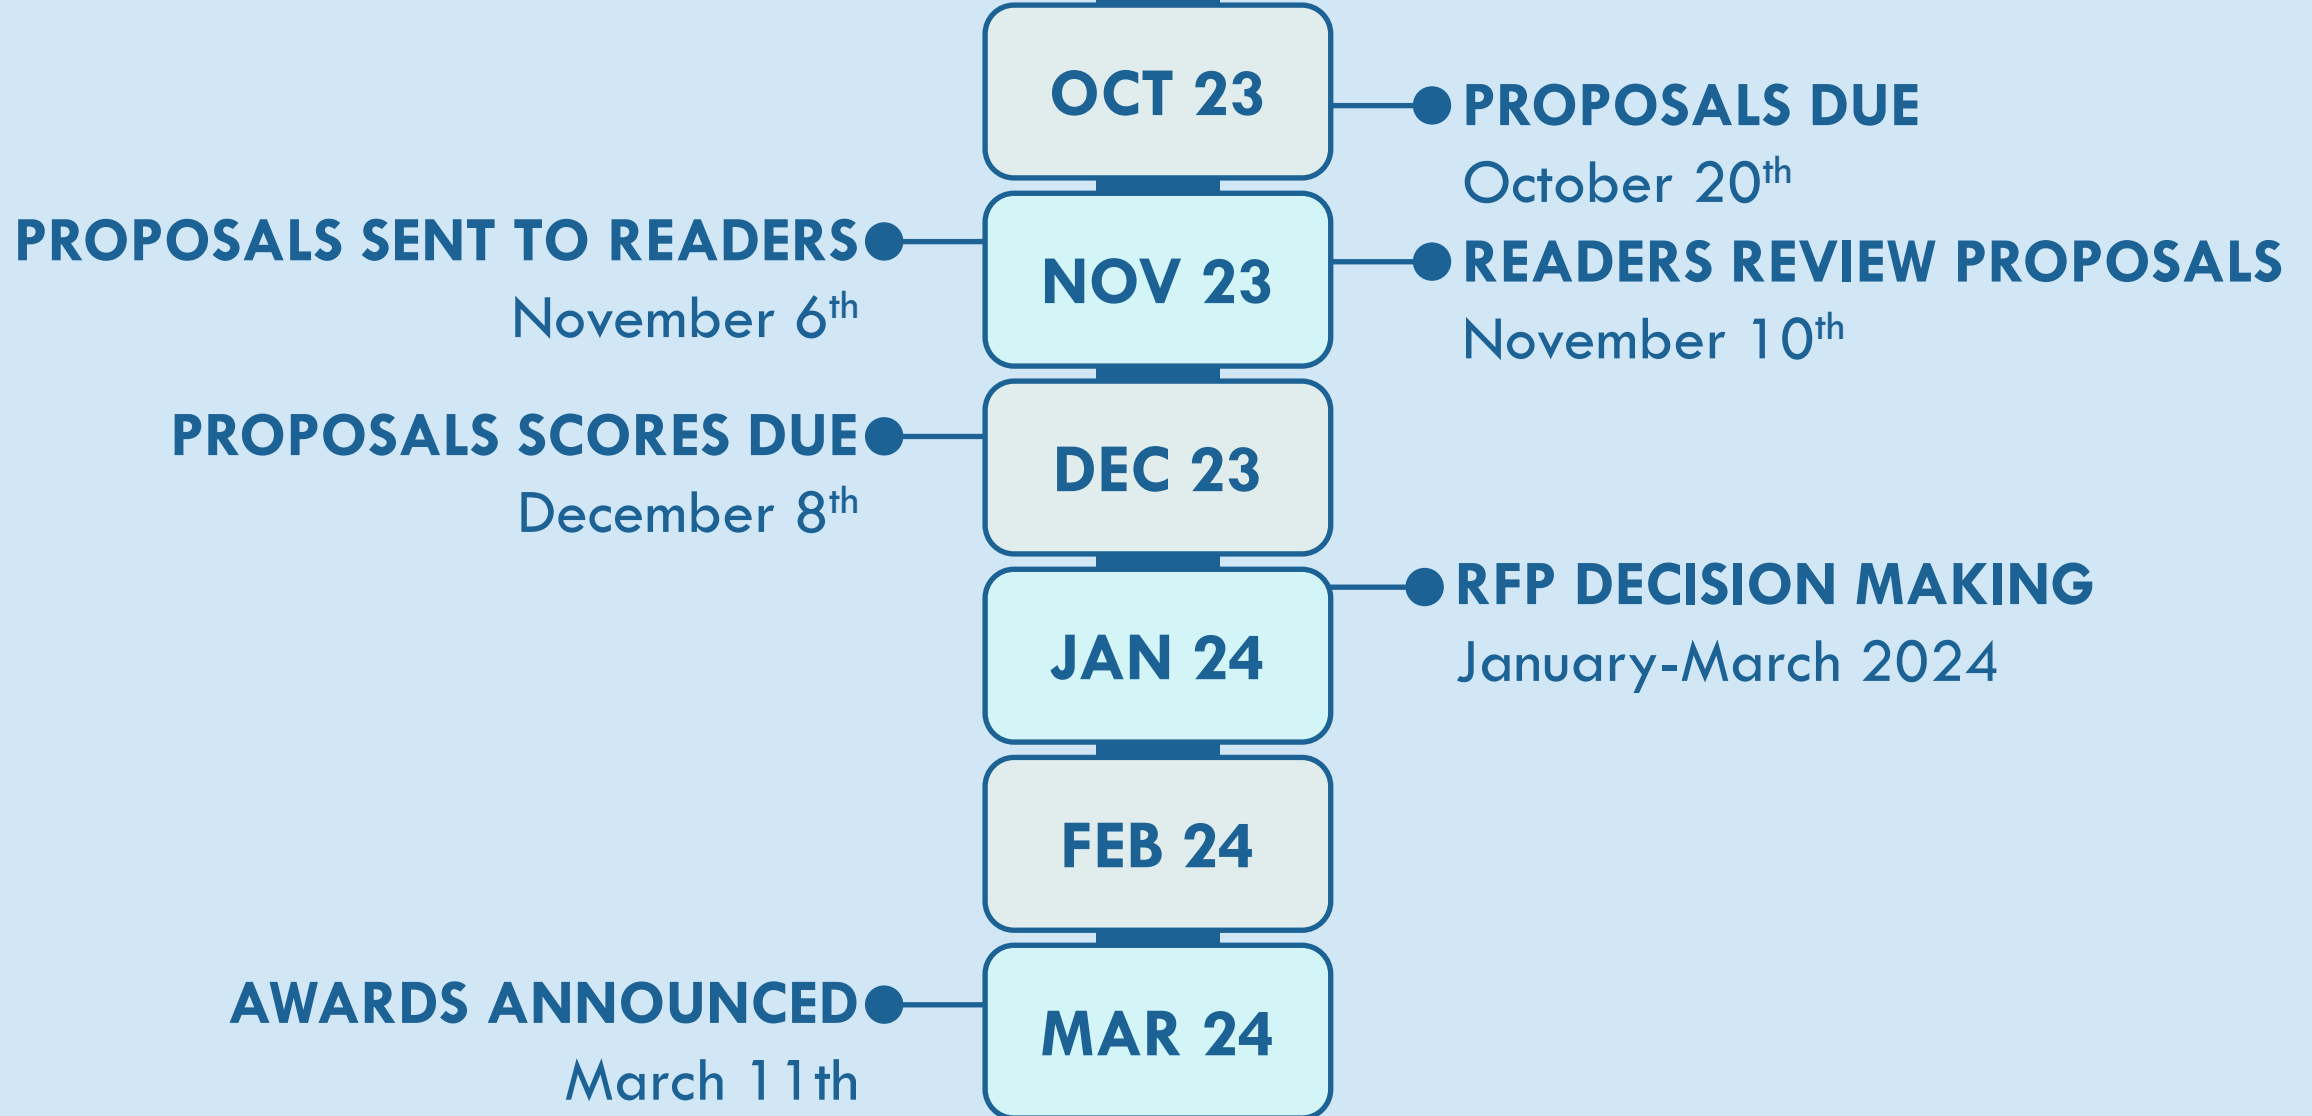 OCT 23
PROPOSALS DUE
October 20th
PROPOSALS SENT TO READERS
November 6th
NOV 23
READERS REVIEW PROPOSALS
November 10th
PROPOSALS SCORES DUE
December 8th
DEC 23
RFP DECISION MAKING
January-March 2024
JAN 24
FEB 24
AWARDS ANNOUNCED
March 11th
MAR 24